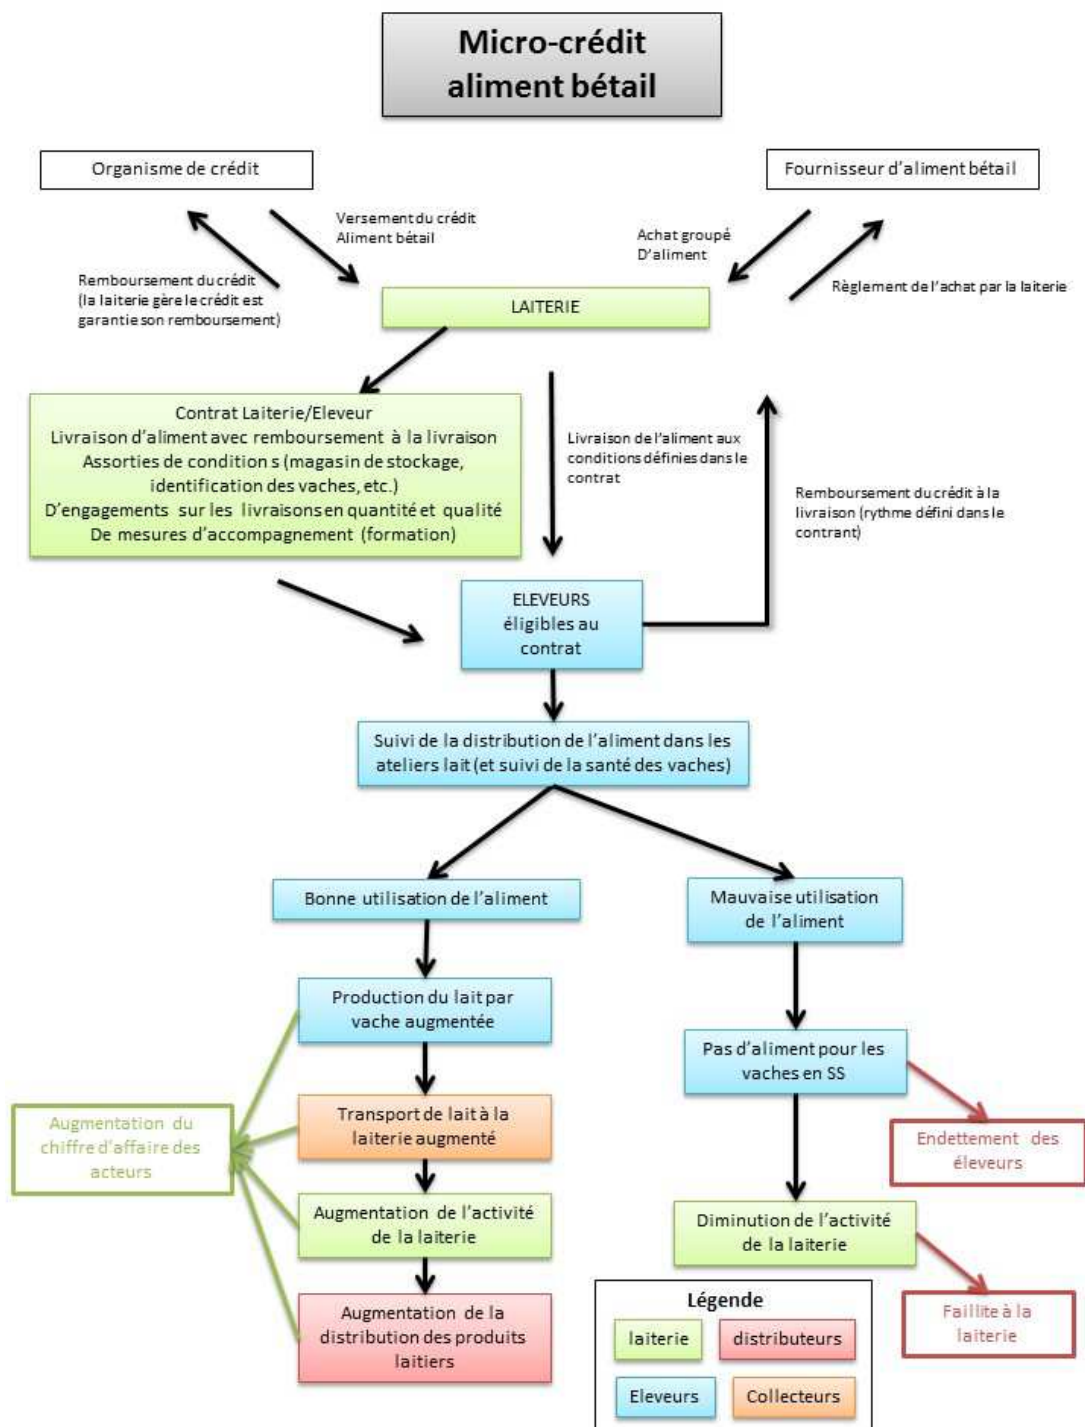 Micro-crédit
aliment bétail
Organisme de crédit
Fournisseur d'aliment bétail
Versement du crédit
Aliment bétail
Achat groupé
D'aliment
Remboursement du crédit
(la laiterie gère le crédit est
garantie son remboursement)
Règlement de l'achat par la laiterie
LAITERIE
Contrat Laiterie/Eleveur
Livraison d'aliment avec remboursement à la livraison
Assorties de condition s (magasin de stockage,
identification des vaches, etc.)
D'engagements sur les livraisons en quantité et qualité
De mesures d'accompagnement (formation)
Livraison de l'aliment aux
conditions définies dans le
contrat
Remboursement du crédit à la
livraison (rythme défini dans le
contrant)
ELEVEURS
éligibles au
contrat
Suivi de la distribution de l'aliment dans les
ateliers lait (et suivi de la santé des vaches)
Bonne utilisation de l'aliment
Mauvaise utilisation
de l'aliment
Production du lait par
vache augmentée
Pas d'aliment pour les
vaches en SS
Augmentation du
chiffre d'affaire des
acteurs
Transport de lait à la
laiterie augmenté
Endettement des
éleveurs
Augmentation de l'activité
de la laiterie
Diminution de l'activité
de la laiterie
Augmentation de la
distribution des produits
laitiers
Faillite à la
laiterie
Légende
laiterie
distributeurs
Eleveurs
Collecteurs